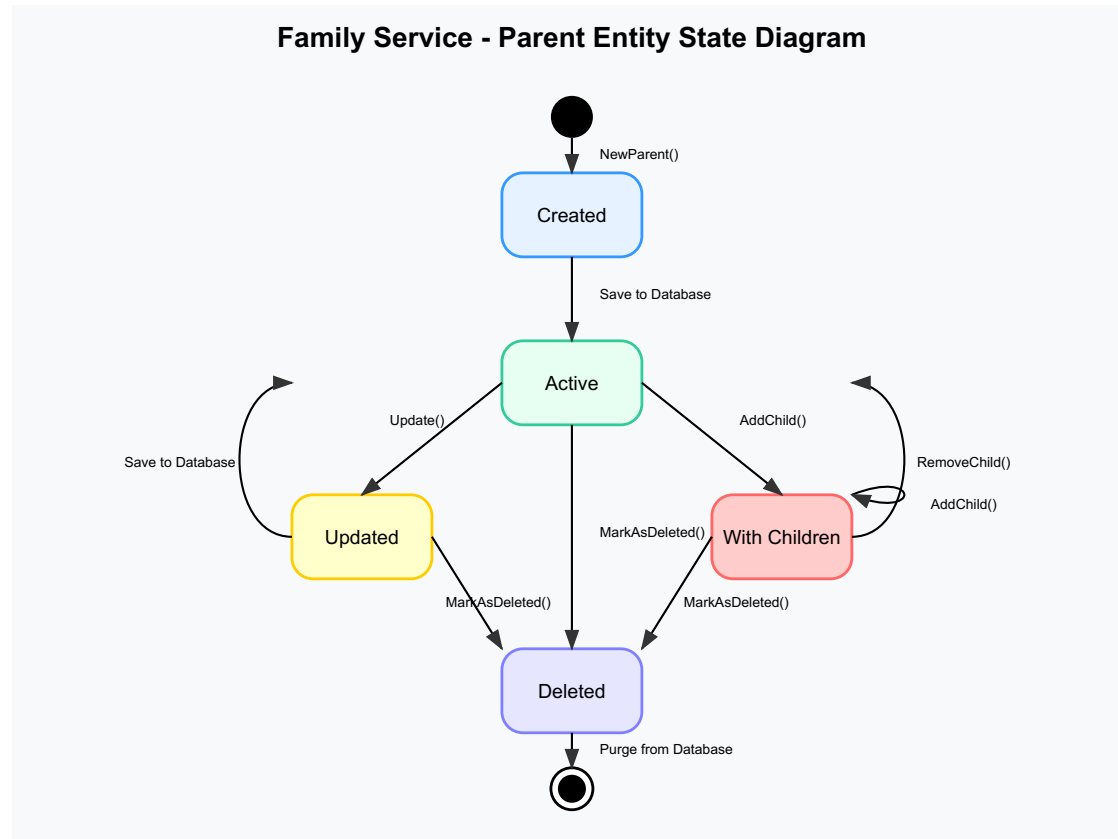 Family Service - Parent Entity State Diagram
NewParent()
Created
Save to Database
Active
Update()
AddChild()
Save to Database
RemoveChild()
AddChild()
Updated
With Children
MarkAsDeleted()
MarkAsDeleted()
MarkAsDeleted()
Deleted
Purge from Database